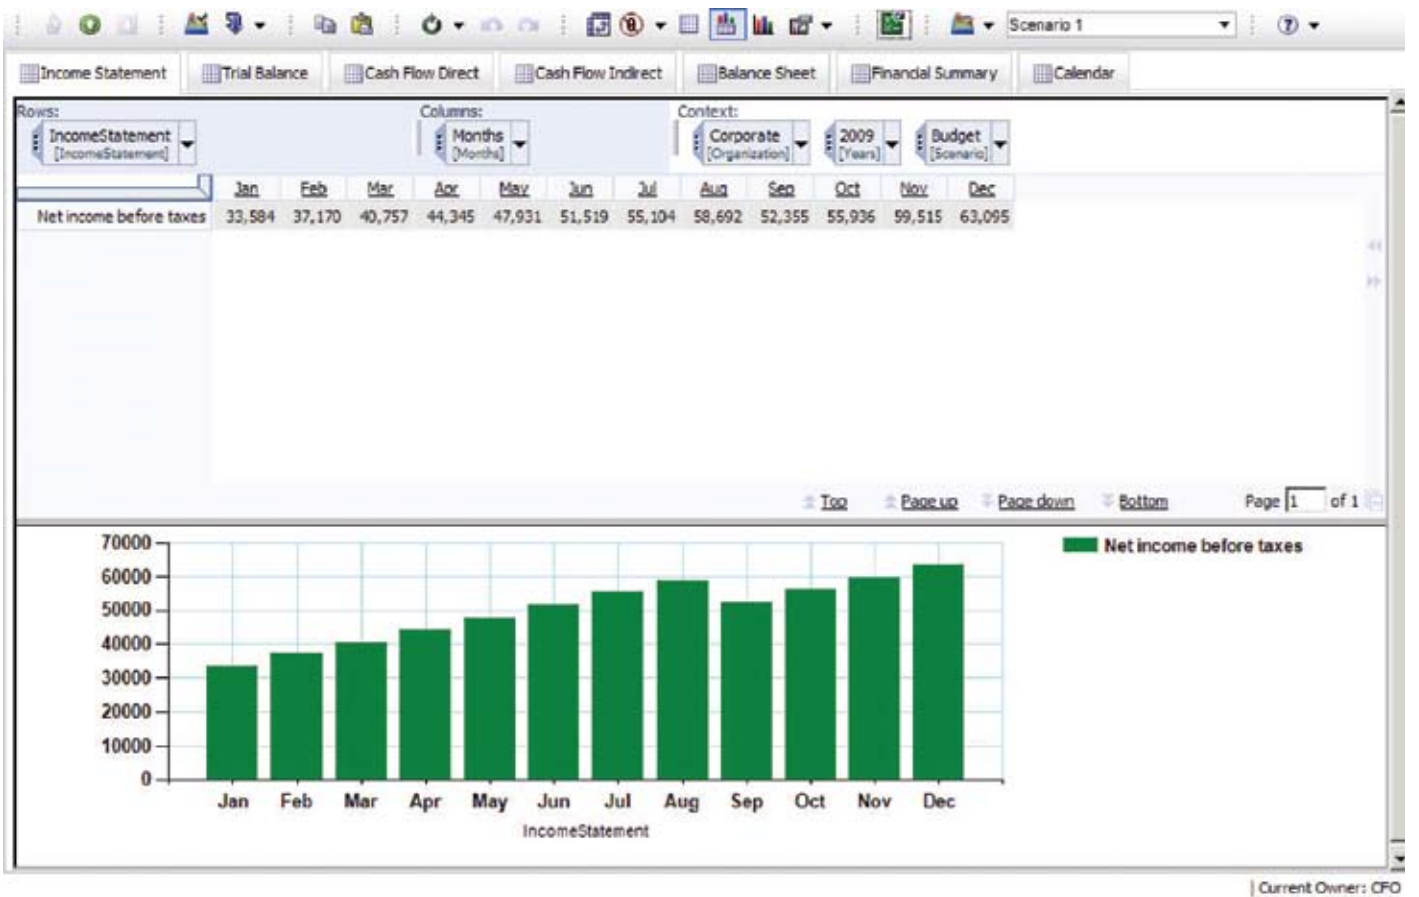 Scenario 1
Income Statement Trial Balance Cash Flow Direct Cash Flow Indirect Balance Sheet Financial Summary Calendar
Rows: Columns: Context:
IncomeStatement Months Corporate 2009 Budget
[IncomeStatement] [Months] [Organization] [Years] [Scenario]
Jan Feb Mar Apr May Jun Jul Aug Sep Oct Nov Dec
Net income before taxes 33,584 37,170 40,757 44,345 47,931 51,519 55,104 58,692 52,355 55,936 59,515 63,095
Top Page up Page down Bottom Page 1 of 1
70000
60000
50000
40000
30000
20000
10000
0
Net income before taxes
Jan Feb Mar Apr May Jun Jul Aug Sep Oct Nov Dec
IncomeStatement
Current Owner: CFO